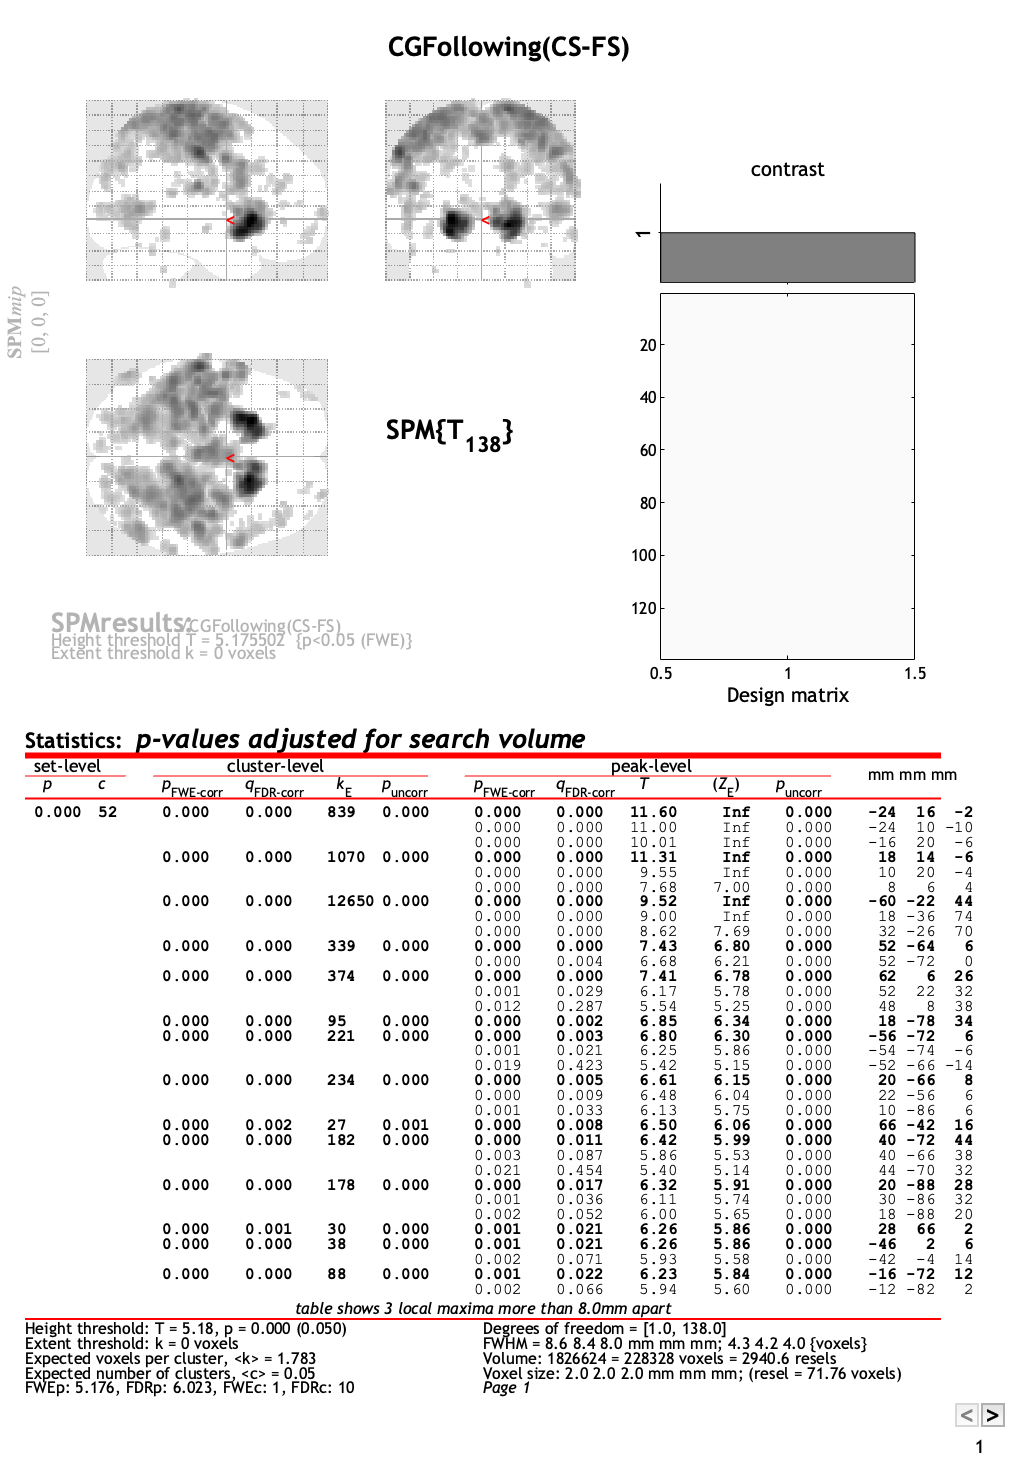 CGFollowing(CS-FS)
SPMmip
[0, 0, 0]
<
<
<
contrast
1
SPM{T138}
20
40
60
80
100
120
0.5 1 1.5
Design matrix
SPMresults: ./CGFollowing(CS-FS)
Height threshold T = 5.175502 {p<0.05 (FWE)}
Extent threshold k = 0 voxels
Statistics: p-values adjusted for search volume
set-level cluster-level peak-level mm mm mm
p c pFWE-corr qFDR-corr kE puncorr pFWE-corr qFDR-corr T (ZE) puncorr
0.000 52 0.000 0.000 839 0.000 0.000 0.000 11.60 Inf 0.000 -24 16 -2
0.000 0.000 11.00 Inf 0.000 -24 10 -10
0.000 0.000 10.01 Inf 0.000 -16 20 -6
0.000 0.000 1070 0.000 0.000 0.000 11.31 Inf 0.000 18 14 -6
0.000 0.000 9.55 Inf 0.000 10 20 -4
0.000 0.000 7.68 7.00 0.000 8 6 4
0.000 0.000 12650 0.000 0.000 0.000 9.52 Inf 0.000 -60 -22 44
0.000 0.000 9.00 Inf 0.000 18 -36 74
0.000 0.000 8.62 7.69 0.000 32 -26 70
0.000 0.000 339 0.000 0.000 0.000 7.43 6.80 0.000 52 -64 6
0.000 0.004 6.68 6.21 0.000 52 -72 0
0.000 0.000 374 0.000 0.000 0.000 7.41 6.78 0.000 62 6 26
0.001 0.029 6.17 5.78 0.000 52 22 32
0.012 0.287 5.54 5.25 0.000 48 8 38
0.000 0.000 95 0.000 0.000 0.002 6.85 6.34 0.000 18 -78 34
0.000 0.000 221 0.000 0.000 0.003 6.80 6.30 0.000 -56 -72 6
0.001 0.021 6.25 5.86 0.000 -54 -74 -6
0.019 0.423 5.42 5.15 0.000 -52 -66 -14
0.000 0.000 234 0.000 0.000 0.005 6.61 6.15 0.000 20 -66 8
0.000 0.009 6.48 6.04 0.000 22 -56 6
0.001 0.033 6.13 5.75 0.000 10 -86 6
0.000 0.002 27 0.001 0.000 0.008 6.50 6.06 0.000 66 -42 16
0.000 0.000 182 0.000 0.000 0.011 6.42 5.99 0.000 40 -72 44
0.003 0.087 5.86 5.53 0.000 40 -66 38
0.021 0.454 5.40 5.14 0.000 44 -70 32
0.000 0.000 178 0.000 0.000 0.017 6.32 5.91 0.000 20 -88 28
0.001 0.036 6.11 5.74 0.000 30 -86 32
0.002 0.052 6.00 5.65 0.000 18 -88 20
0.000 0.001 30 0.000 0.001 0.021 6.26 5.86 0.000 28 66 2
0.000 0.000 38 0.000 0.001 0.021 6.26 5.86 0.000 -46 2 6
0.002 0.071 5.93 5.58 0.000 -42 -4 14
0.000 0.000 88 0.000 0.001 0.022 6.23 5.84 0.000 -16 -72 12
0.002 0.066 5.94 5.60 0.000 -12 -82 2
table shows 3 local maxima more than 8.0mm apart
Height threshold: T = 5.18, p = 0.000 (0.050)
Extent threshold: k = 0 voxels
Expected voxels per cluster, <k> = 1.783
Expected number of clusters, <c> = 0.05
FWEp: 5.176, FDRp: 6.023, FWEc: 1, FDRc: 10
Degrees of freedom = [1.0, 138.0]
FWHM = 8.6 8.4 8.0 mm mm mm; 4.3 4.2 4.0 {voxels}
Volume: 1826624 = 228328 voxels = 2940.6 resels
Voxel size: 2.0 2.0 2.0 mm mm mm; (resel = 71.76 voxels)
Page 1
< >
1